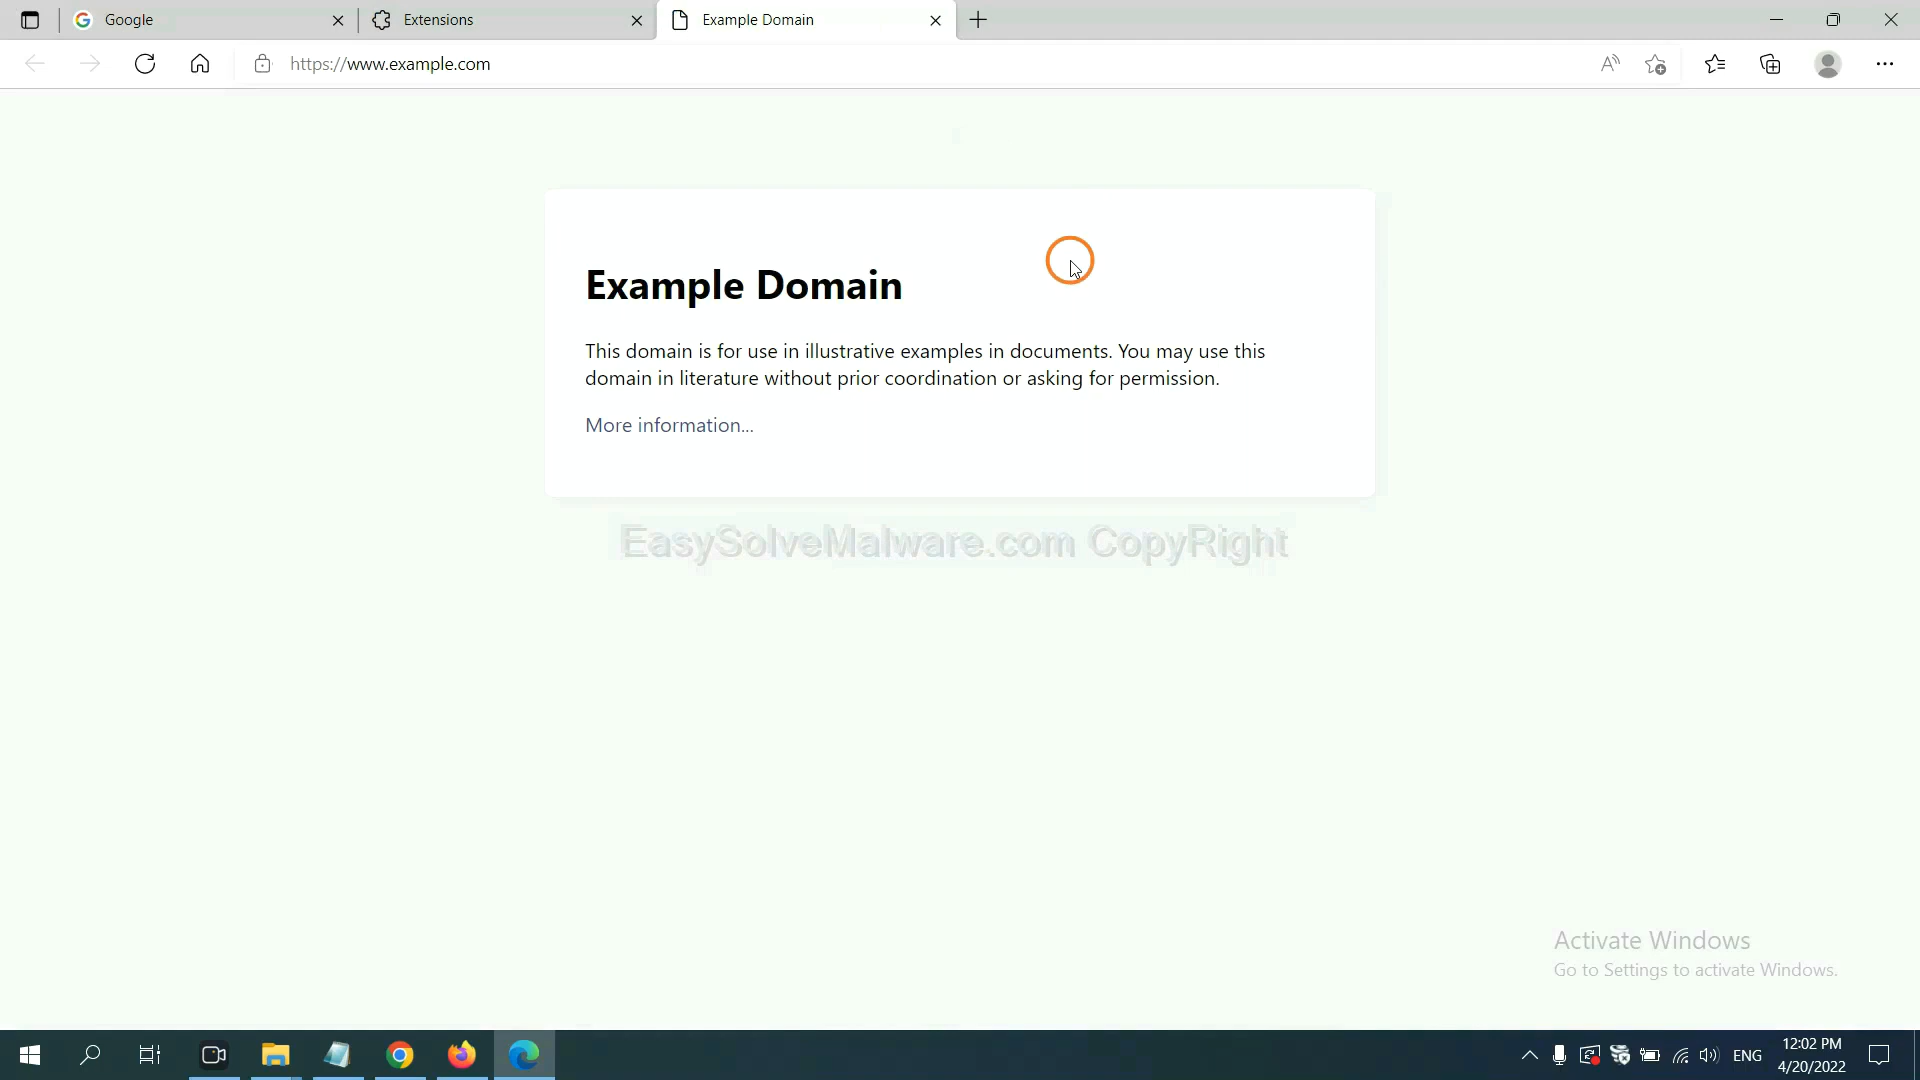 Google
Extensions
Example Domain
https://www.example.com
Example Domain
This domain is for use in illustrative examples in documents. You may use this
domain in literature without prior coordination or asking for permission.
More information...
EasySolveMalware.com CopyRight
Activate Windows
Go to Settings to activate Windows.
ENG
12:02 PM
4/20/2022